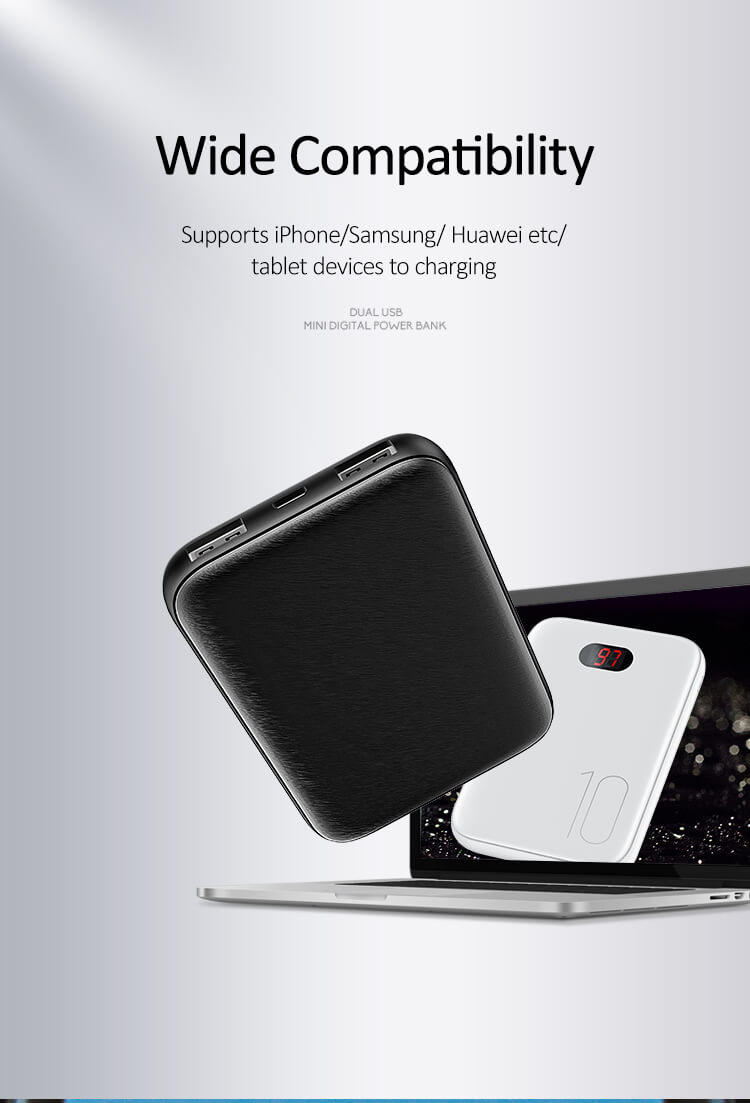 Wide Compatibility
Supports iPhone/Samsung/ Huawei etc/
tablet devices to charging
DUAL USB
MINI DIGITAL POWER BANK
97
10